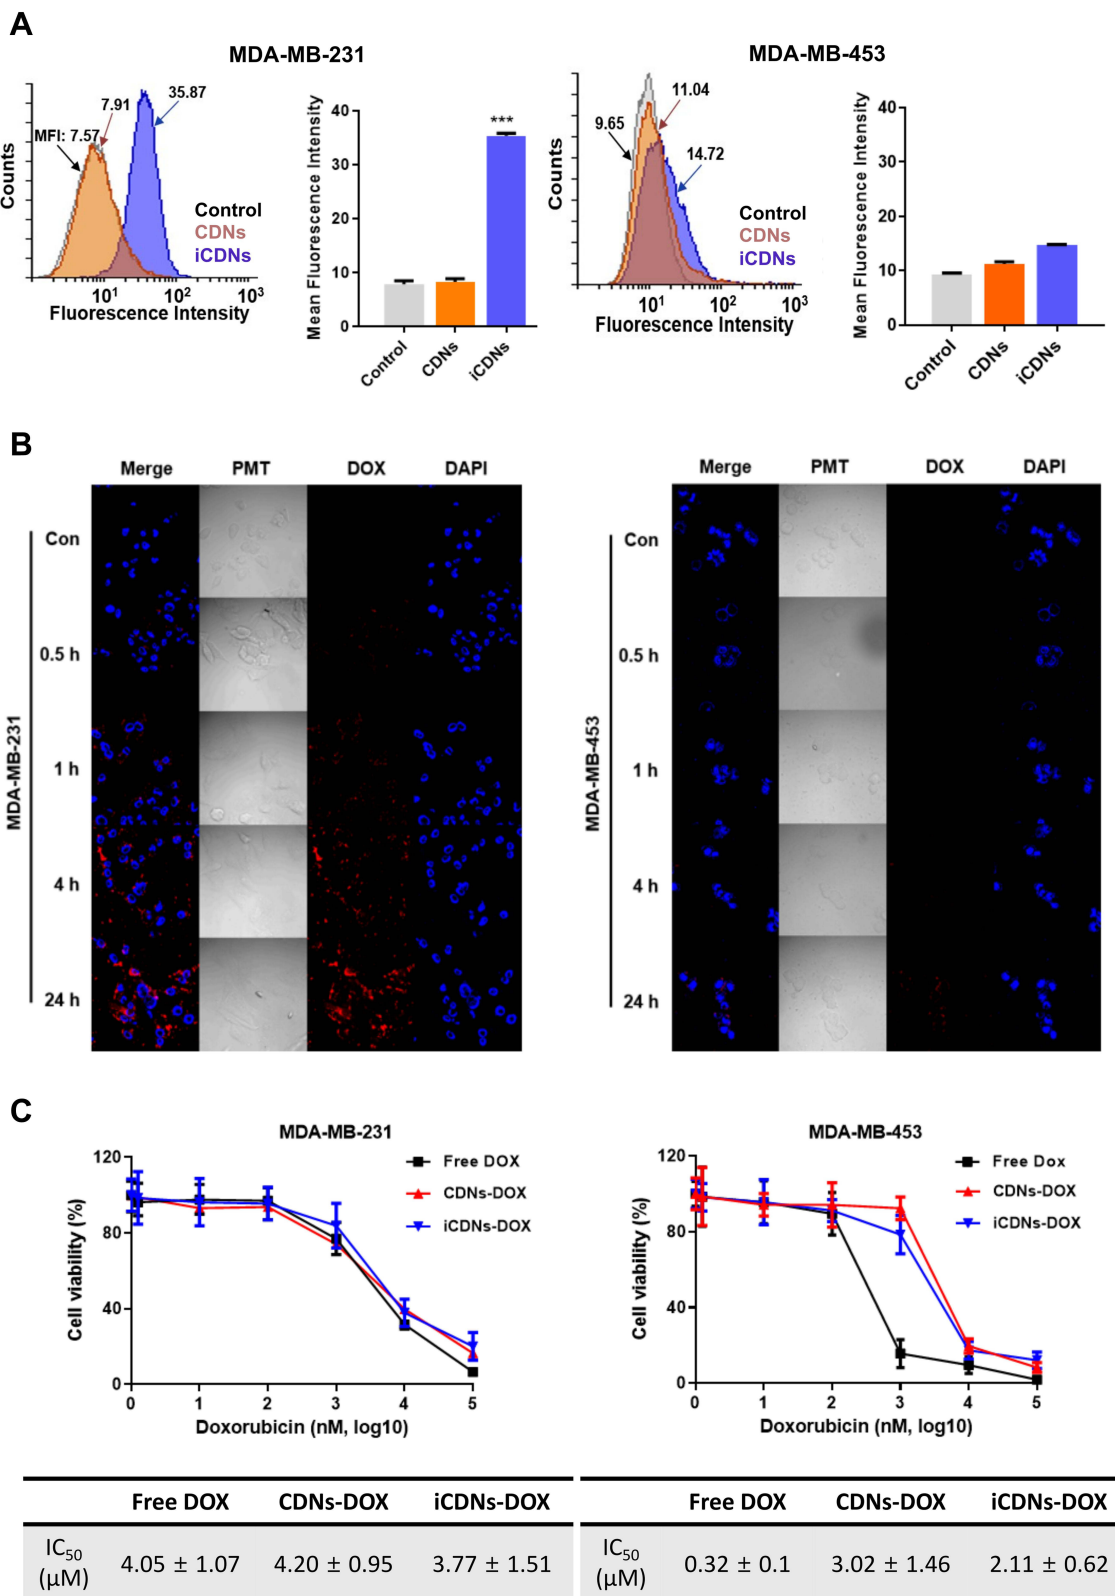 A
MDA-MB-231
MDA-MB-453
Counts
MFI: 7.57
7.91
35.87
Control
CDNs
iCDNs
10¹ 10² 10³
Fluorescence Intensity
Mean Fluorescence Intensity
40
30
20
10
0
***
Control CDNs iCDNs
Counts
9.65
11.04
14.72
Control
CDNs
iCDNs
10¹ 10² 10³
Fluorescence Intensity
Mean Fluorescence Intensity
40
30
20
10
0
Control CDNs iCDNs
B
Merge PMT DOX DAPI
MDA-MB-231
Con
0.5 h
1 h
4 h
24 h
Merge PMT DOX DAPI
MDA-MB-453
Con
0.5 h
1 h
4 h
24 h
C
MDA-MB-231
Cell viability (%)
120
80
40
0
0 1 2 3 4 5
Doxorubicin (nM, log10)
Free DOX
CDNs-DOX
iCDNs-DOX
MDA-MB-453
Cell viability (%)
120
80
40
0
0 1 2 3 4 5
Doxorubicin (nM, log10)
Free Dox
CDNs-DOX
iCDNs-DOX
Free DOX CDNs-DOX iCDNs-DOX
IC₅₀ (μM) 4.05 ± 1.07 4.20 ± 0.95 3.77 ± 1.51
Free DOX CDNs-DOX iCDNs-DOX
IC₅₀ (μM) 0.32 ± 0.1 3.02 ± 1.46 2.11 ± 0.62